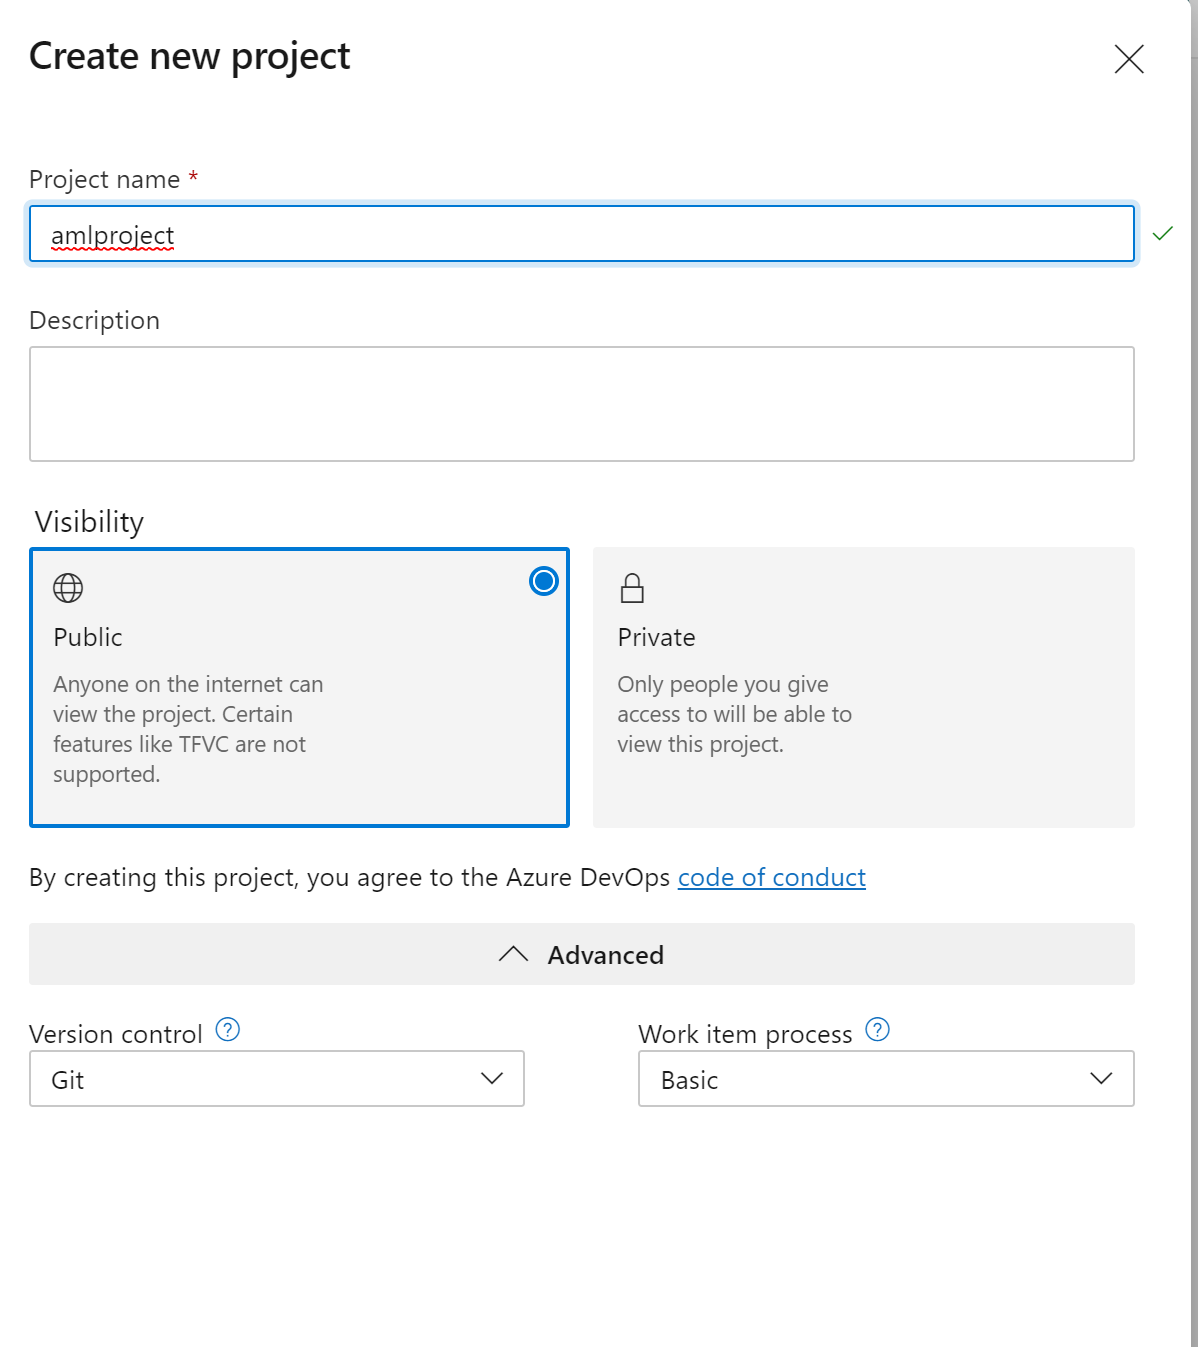 Create new project
Project name *
amlproject
Description
Visibility
Public
Anyone on the internet can
view the project. Certain
features like TFVC are not
supported.
Private
Only people you give
access to will be able to
view this project.
By creating this project, you agree to the Azure DevOps code of conduct
Advanced
Version control ?
Git
Work item process ?
Basic